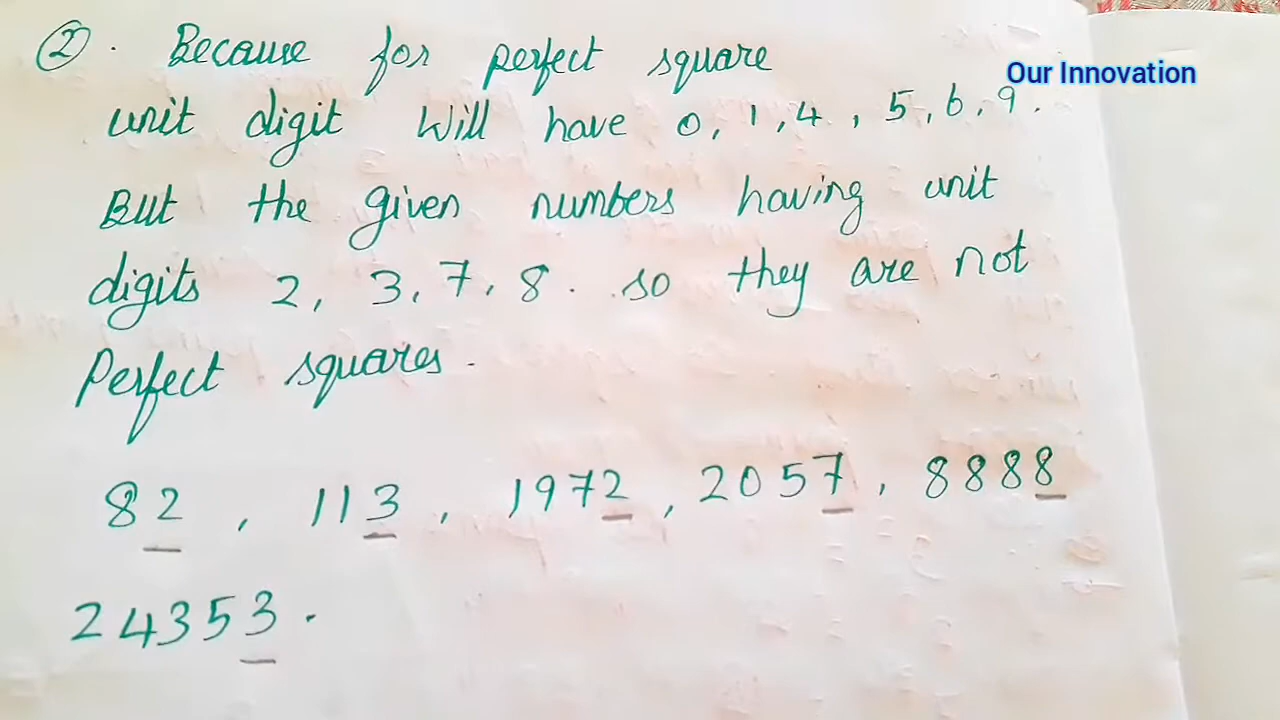 ② . Because for perfect square
Our Innovation
unit digit will have 0, 1, 4, 5, 6, 9.
But the given numbers having unit
digits 2, 3, 7, 8. so they are not
Perfect squares.
82, 113, 1972, 2057, 8888
24353.